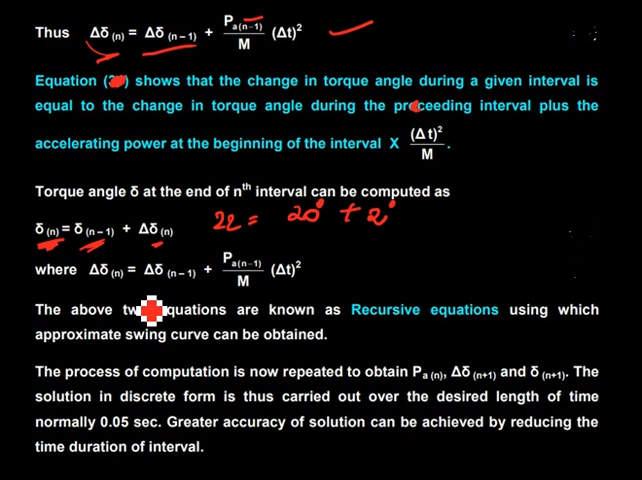 Thus Δδ (n) = Δδ (n – 1) + P a(n–1) / M (Δt)²
Equation ( ) shows that the change in torque angle during a given interval is
equal to the change in torque angle during the preceeding interval plus the
accelerating power at the beginning of the interval X (Δ t)² / M .
Torque angle δ at the end of nth interval can be computed as
δ (n) = δ (n – 1) + Δδ (n) 22 = 20° + 2°
where Δδ (n) = Δδ (n – 1) + P a(n–1) / M (Δt)²
The above equations are known as Recursive equations using which
approximate swing curve can be obtained.
The process of computation is now repeated to obtain P a (n), Δδ (n+1) and δ (n+1). The
solution in discrete form is thus carried out over the desired length of time
normally 0.05 sec. Greater accuracy of solution can be achieved by reducing the
time duration of interval.